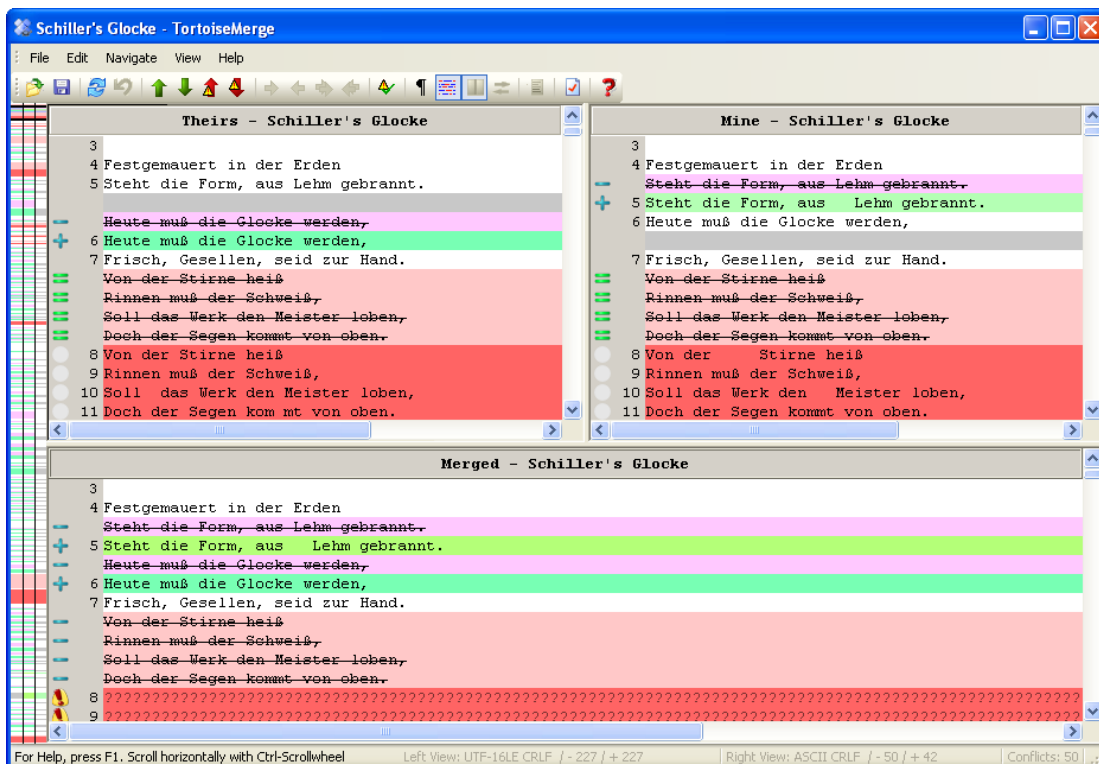 Schiller's Glocke - TortoiseMerge
File Edit Navigate View Help
Theirs - Schiller's Glocke
3
4 Festgemauert in der Erden
5 Steht die Form, aus Lehm gebrannt.
Heute muß die Glocke werden,
6 Heute muß die Glocke werden,
7 Frisch, Gesellen, seid zur Hand.
Von der Stirne heiß
Rinnen muß der Schweiß,
Soll das Werk den Meister loben,
Doch der Segen kommt von oben.
8 Von der Stirne heiß
9 Rinnen muß der Schweiß,
10 Soll  das Werk den Meister loben,
11 Doch der Segen kom mt von oben.
Mine - Schiller's Glocke
3
4 Festgemauert in der Erden
Steht die Form, aus Lehm gebrannt.
5 Steht die Form, aus   Lehm gebrannt.
6 Heute muß die Glocke werden,
7 Frisch, Gesellen, seid zur Hand.
Von der Stirne heiß
Rinnen muß der Schweiß,
Soll das Werk den Meister loben,
Doch der Segen kommt von oben.
8 Von der     Stirne heiß
9 Rinnen muß der Schweiß,
10 Soll das Werk den   Meister loben,
11 Doch der Segen kommt von oben.
Merged - Schiller's Glocke
3
4 Festgemauert in der Erden
Steht die Form, aus Lehm gebrannt.
5 Steht die Form, aus   Lehm gebrannt.
Heute muß die Glocke werden,
6 Heute muß die Glocke werden,
7 Frisch, Gesellen, seid zur Hand.
Von der Stirne heiß
Rinnen muß der Schweiß,
Soll das Werk den Meister loben,
Doch der Segen kommt von oben.
8 ??????????????????????????????????????????????????????????????????????????????????????????????????????????
9 ??????????????????????????????????????????????????????????????????????????????????????????????????????????
For Help, press F1. Scroll horizontally with Ctrl-Scrollwheel Left View: UTF-16LE CRLF / - 227 / + 227 Right View: ASCII CRLF / - 50 / + 42 Conflicts: 50